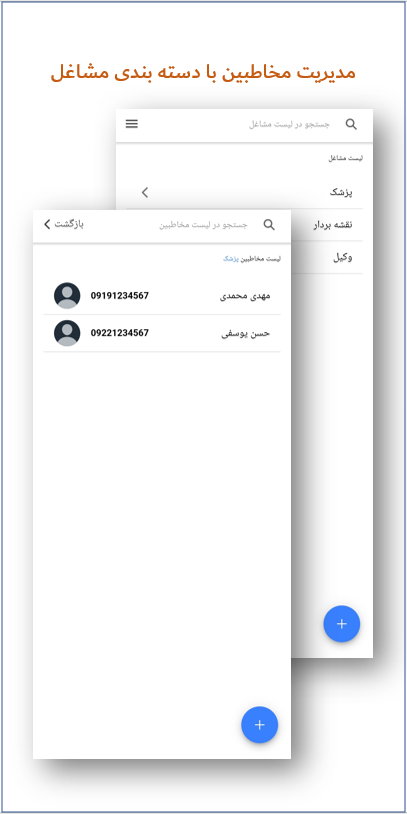 مدیریت مخاطبین با دسته بندی مشاغل
جستجو در لیست مشاغل
لیست مشاغل
پزشک
نقشه بردار
وکیل
جستجو در لیست مخاطبین
بازگشت
لیست مخاطبین پزشک
مهدی محمدی 09191234567
حسن یوسفی 09221234567